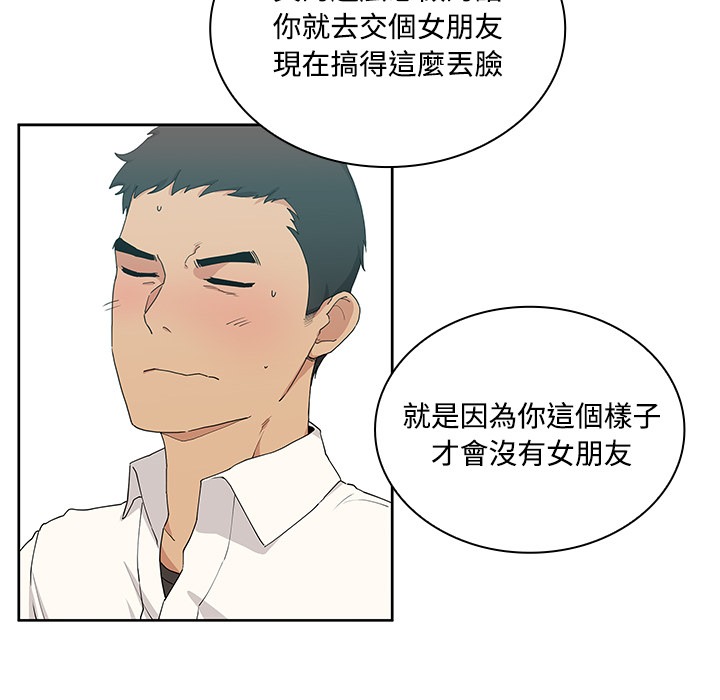 你就去交個女朋友
現在搞得這麼丟臉
就是因為你這個樣子
才會沒有女朋友